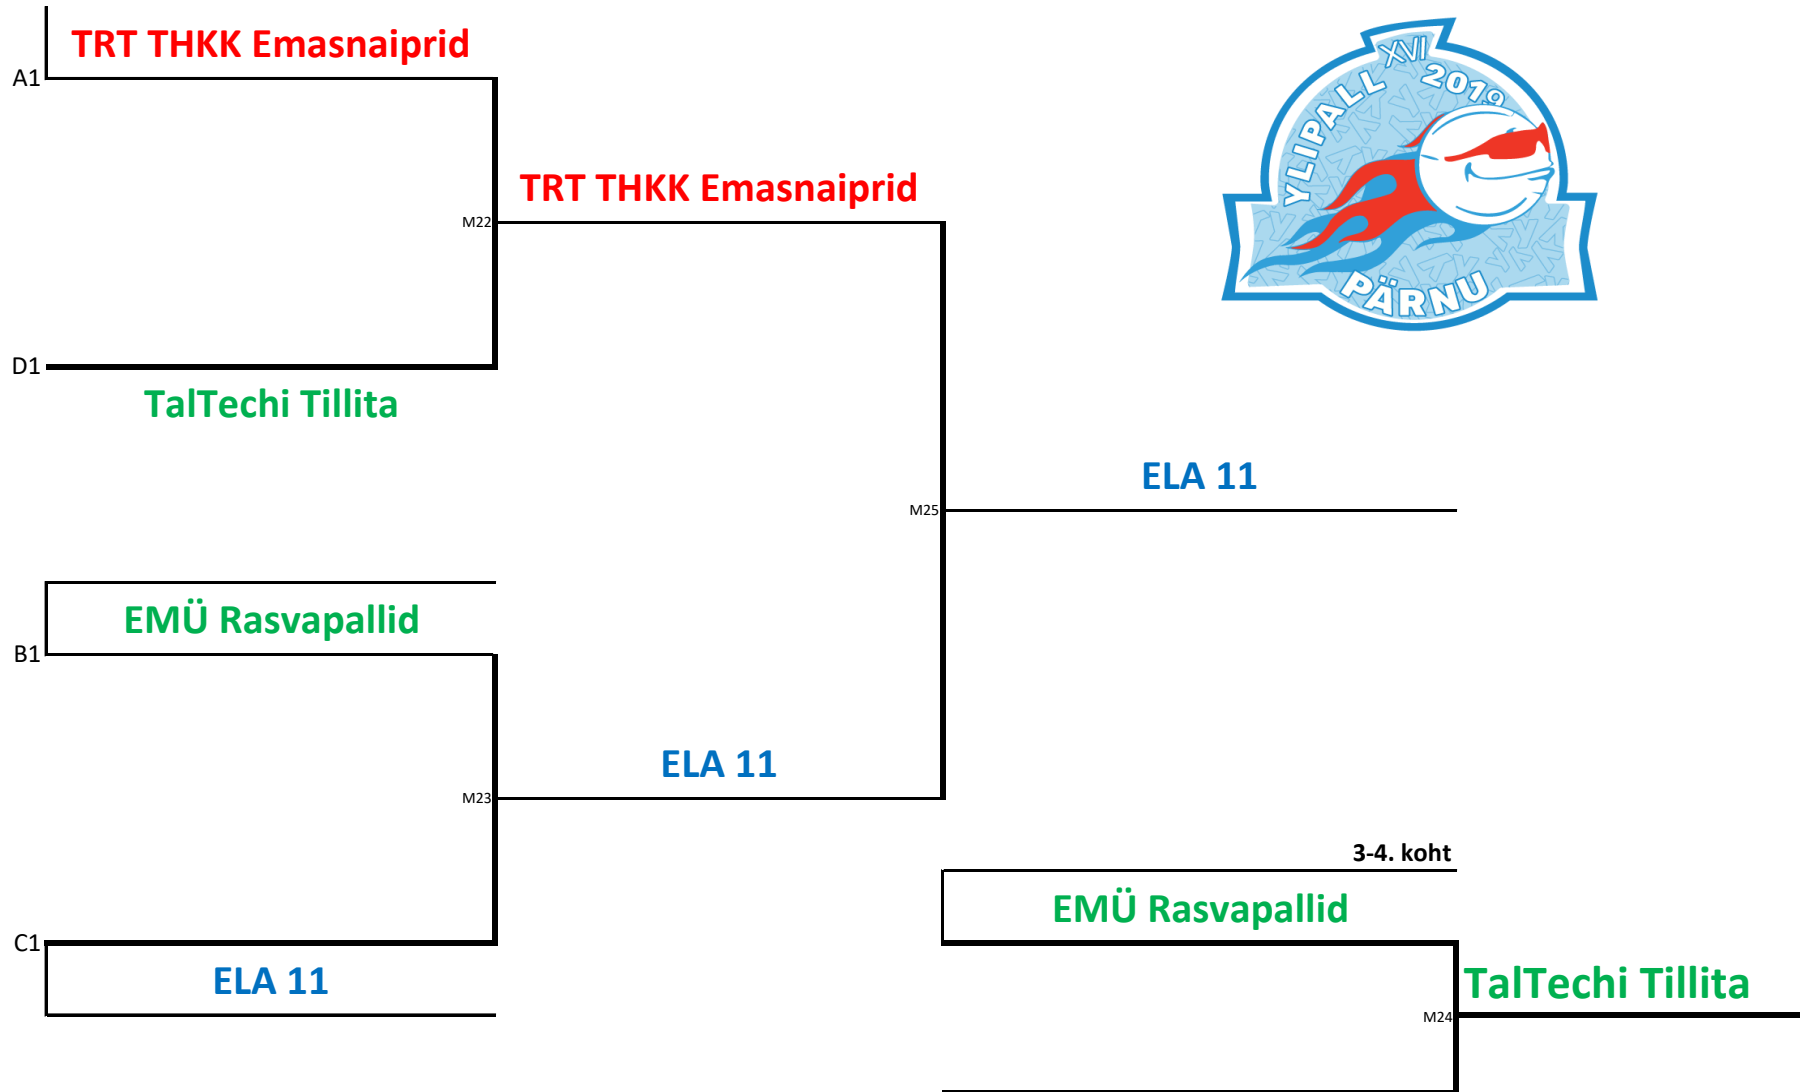 TRT THKK Emasnaiprid
A1
XVI
YLIPALL 2019
PÄRNU
TRT THKK Emasnaiprid
M22
D1
TalTechi Tillita
ELA 11
M25
EMÜ Rasvapallid
B1
ELA 11
M23
3-4. koht
EMÜ Rasvapallid
C1
ELA 11
TalTechi Tillita
M24